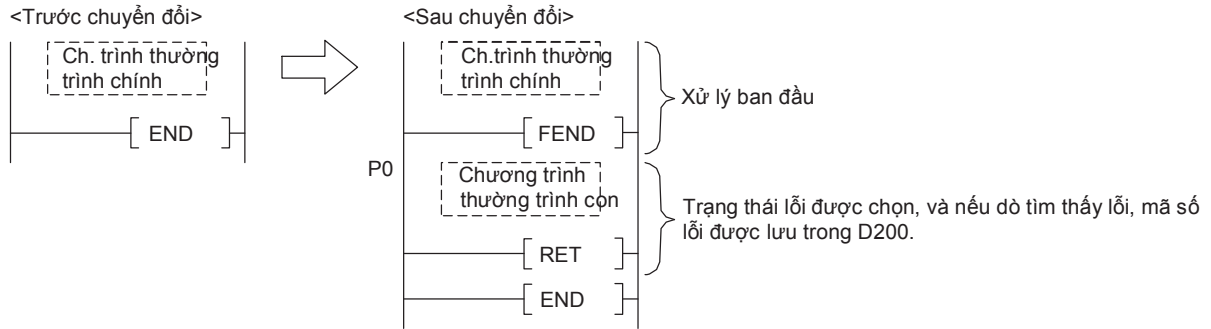 <Trước chuyển đổi>
Ch. trình thường
trình chính
END
<Sau chuyển đổi>
Ch.trình thường
trình chính
FEND
Xử lý ban đầu
P0
Chương trình
thường trình con
RET
Trạng thái lỗi được chọn, và nếu dò tìm thấy lỗi, mã số
lỗi được lưu trong D200.
END